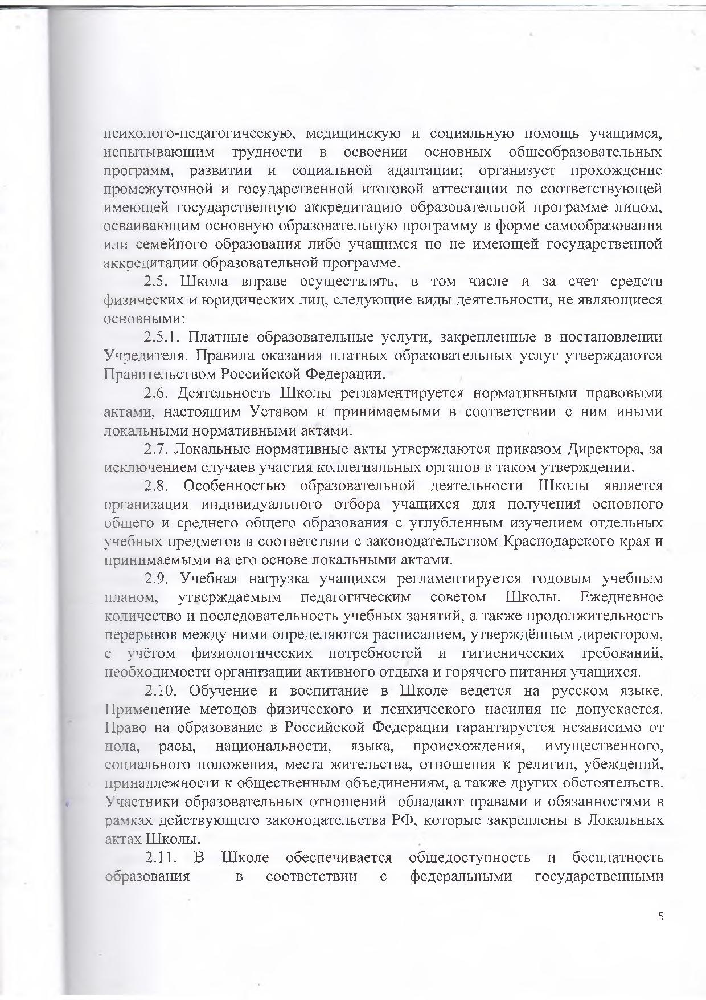 психолого-педагогическую, медицинскую и социальную помощь учащимся,
испытывающим трудности в освоении основных общеобразовательных
программ, развитии и социальной адаптации; организует прохождение
промежуточной и государственной итоговой аттестации по соответствующей
имеющей государственную аккредитацию образовательной программе лицом,
осваивающим основную образовательную программу в форме самообразования
или семейного образования либо учащимся по не имеющей государственной
аккредитации образовательной программе.
2.5. Школа вправе осуществлять, в том числе и за счет средств
физических и юридических лиц, следующие виды деятельности, не являющиеся
основными:
2.5.1. Платные образовательные услуги, закрепленные в постановлении
Учредителя. Правила оказания платных образовательных услуг утверждаются
Правительством Российской Федерации.
2.6. Деятельность Школы регламентируется нормативными правовыми
актами, настоящим Уставом и принимаемыми в соответствии с ним иными
локальными нормативными актами.
2.7. Локальные нормативные акты утверждаются приказом Директора, за
исключением случаев участия коллегиальных органов в таком утверждении.
2.8. Особенностью образовательной деятельности Школы является
организация индивидуального отбора учащихся для получения основного
общего и среднего общего образования с углубленным изучением отдельных
учебных предметов в соответствии с законодательством Краснодарского края и
принимаемыми на его основе локальными актами.
2.9. Учебная нагрузка учащихся регламентируется годовым учебным
планом, утверждаемым педагогическим советом Школы. Ежедневное
количество и последовательность учебных занятий, а также продолжительность
перерывов между ними определяются расписанием, утверждённым директором,
с учётом физиологических потребностей и гигиенических требований,
необходимости организации активного отдыха и горячего питания учащихся.
2.10. Обучение и воспитание в Школе ведется на русском языке.
Применение методов физического и психического насилия не допускается.
Право на образование в Российской Федерации гарантируется независимо от
пола, расы, национальности, языка, происхождения, имущественного,
социального положения, места жительства, отношения к религии, убеждений,
принадлежности к общественным объединениям, а также других обстоятельств.
Участники образовательных отношений обладают правами и обязанностями в
рамках действующего законодательства РФ, которые закреплены в Локальных
актах Школы.
2.11. В Школе обеспечивается общедоступность и бесплатность
образования в соответствии с федеральными государственными
5